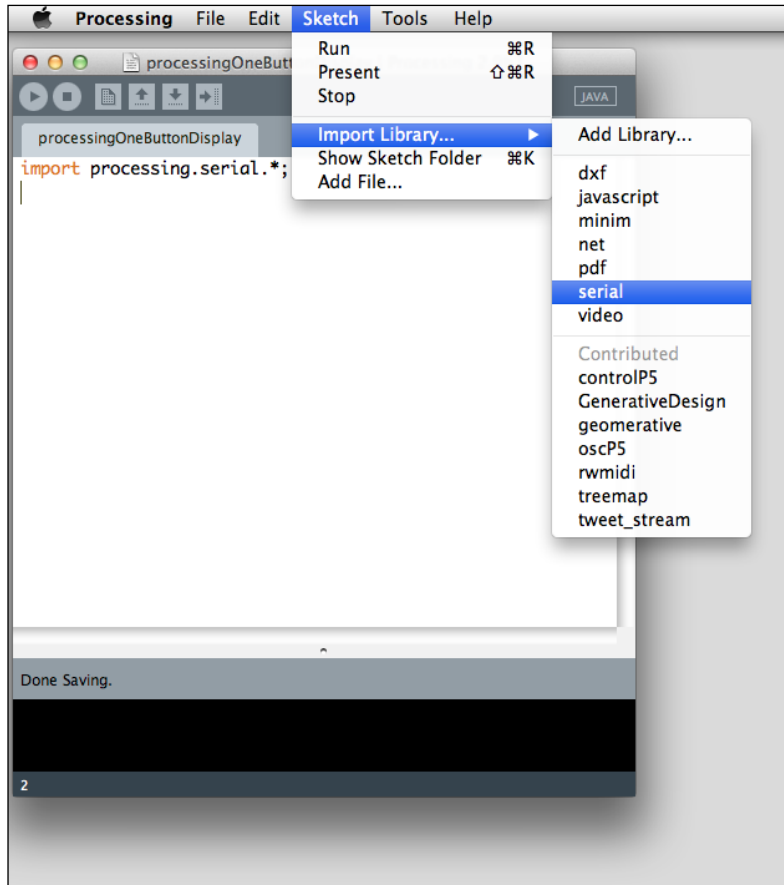 Processing File Edit Sketch Tools Help
processingOneButt
JAVA
processingOneButtonDisplay
import processing.serial.*;
Run ⌘R
Present ⇧⌘R
Stop
Import Library... ▶
Show Sketch Folder ⌘K
Add File...
Add Library...
dxf
javascript
minim
net
pdf
serial
video
Contributed
controlP5
GenerativeDesign
geomerative
oscP5
rwmidi
treemap
tweet_stream
Done Saving.
2